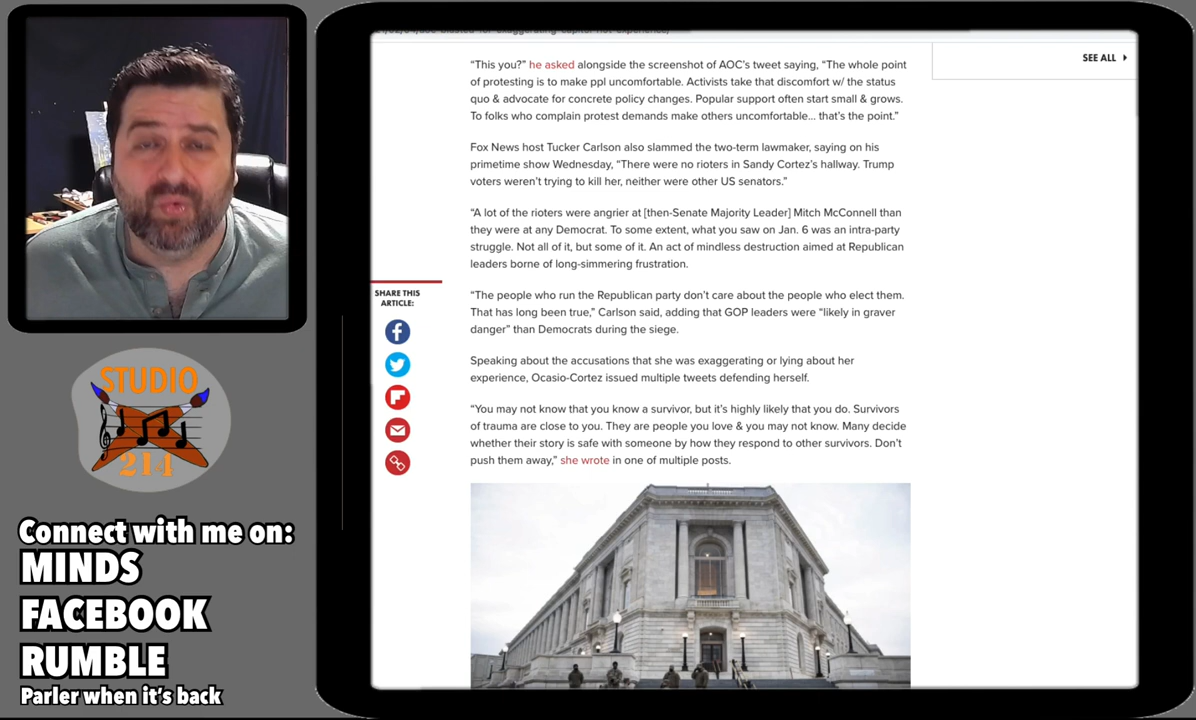 SEE ALL
“This you?” he asked alongside the screenshot of AOC’s tweet saying, “The whole point
of protesting is to make ppl uncomfortable. Activists take that discomfort w/ the status
quo & advocate for concrete policy changes. Popular support often start small & grows.
To folks who complain protest demands make others uncomfortable… that’s the point.”
Fox News host Tucker Carlson also slammed the two-term lawmaker, saying on his
primetime show Wednesday, “There were no rioters in Sandy Cortez’s hallway. Trump
voters weren’t trying to kill her, neither were other US senators.”
“A lot of the rioters were angrier at [then-Senate Majority Leader] Mitch McConnell than
they were at any Democrat. To some extent, what you saw on Jan. 6 was an intra-party
struggle. Not all of it, but some of it. An act of mindless destruction aimed at Republican
leaders borne of long-simmering frustration.
“The people who run the Republican party don’t care about the people who elect them.
That has long been true,” Carlson said, adding that GOP leaders were “likely in graver
danger” than Democrats during the siege.
Speaking about the accusations that she was exaggerating or lying about her
experience, Ocasio-Cortez issued multiple tweets defending herself.
“You may not know that you know a survivor, but it’s highly likely that you do. Survivors
of trauma are close to you. They are people you love & you may not know. Many decide
whether their story is safe with someone by how they respond to other survivors. Don’t
push them away,” she wrote in one of multiple posts.
SHARE THIS
ARTICLE:
STUDIO
214
Connect with me on:
MINDS
FACEBOOK
RUMBLE
Parler when it's back